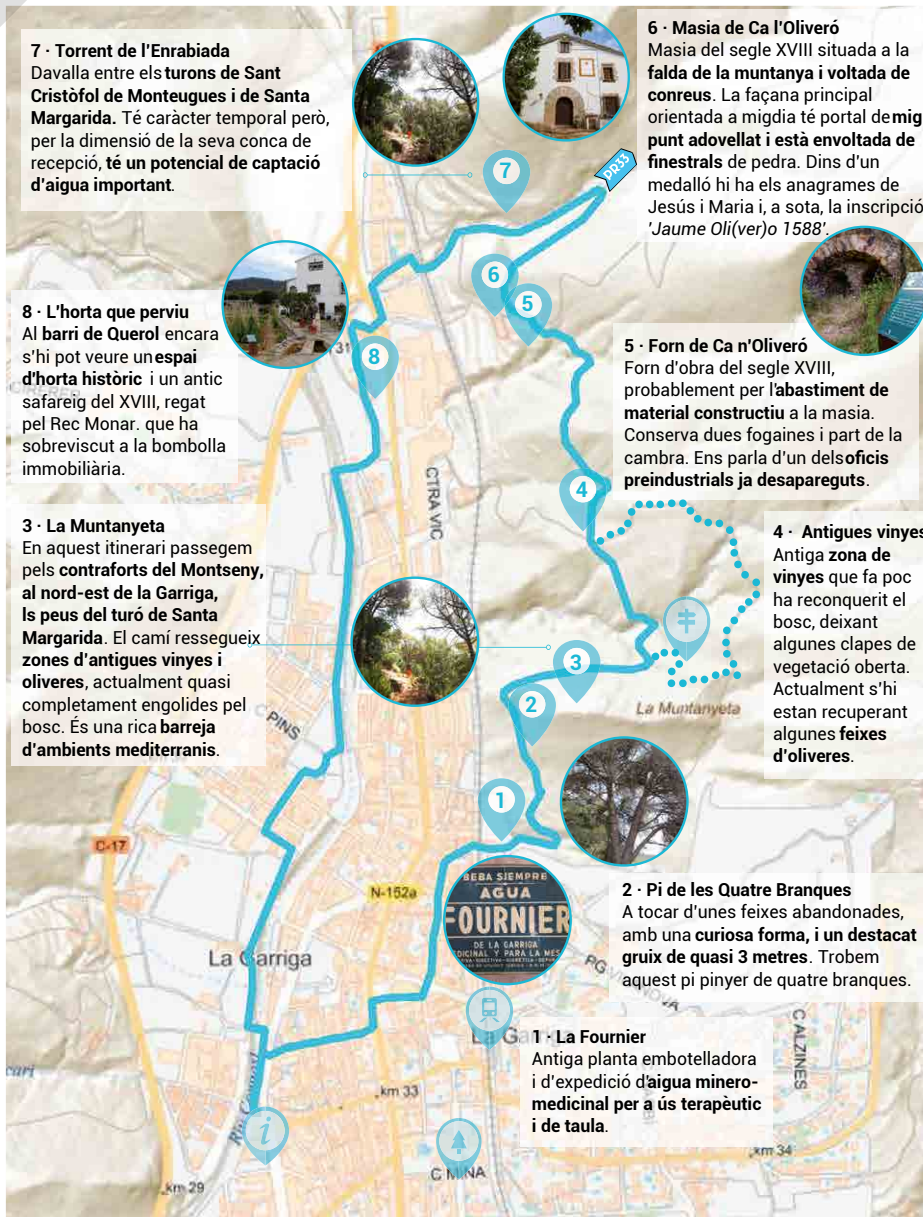 7 · Torrent de l'Enrabiada
Davalla entre els turons de Sant
Cristòfol de Monteugues i de Santa
Margarida. Té caràcter temporal però,
per la dimensió de la seva conca de
recepció, té un potencial de captació
d'aigua important.
6 · Masia de Ca l'Oliveró
Masia del segle XVIII situada a la
falda de la muntanya i voltada de
conreus. La façana principal
orientada a migdia té portal de mig
punt adovellat i està envoltada de
finestrals de pedra. Dins d'un
medalló hi ha els anagrames de
Jesús i Maria i, a sota, la inscripció
'Jaume Oli(ver)o 1588'.
PR33
7
6
5
8
8 · L'horta que perviu
Al barri de Querol encara
s'hi pot veure un espai
d'horta històric i un antic
safareig del XVIII, regat
pel Rec Monar. que ha
sobreviscut a la bombolla
immobiliària.
5 · Forn de Ca n'Oliveró
Forn d'obra del segle XVIII,
probablement per l'abastiment de
material constructiu a la masia.
Conserva dues fogaines i part de la
cambra. Ens parla d'un dels oficis
preindustrials ja desapareguts.
CTRA VIC
4
3 · La Muntanyeta
En aquest itinerari passegem
pels contraforts del Montseny,
al nord-est de la Garriga,
ls peus del turó de Santa
Margarida. El camí ressegueix
zones d'antigues vinyes i
oliveres, actualment quasi
completament engolides pel
bosc. És una rica barreja
d'ambients mediterranis.
4 · Antigues vinyes
Antiga zona de
vinyes que fa poc
ha reconquerit el
bosc, deixant
algunes clapes de
vegetació oberta.
Actualment s'hi
estan recuperant
algunes feixes
d'oliveres.
3
2
La Muntanyeta
C PINS
1
C-17
N-152a
BEBA SIEMPRE
AGUA
FOURNIER
DE LA GARRIGA
DICINAL Y PARA LA MES
2 · Pi de les Quatre Branques
A tocar d'unes feixes abandonades,
amb una curiosa forma, i un destacat
gruix de quasi 3 metres. Trobem
aquest pi pinyer de quatre branques.
La Garriga
C ALZINES
1 · La Fournier
Antiga planta embotelladora
i d'expedició d'aigua minero-
medicinal per a ús terapèutic
i de taula.
km 33
i
km 34
C MINA
km 29